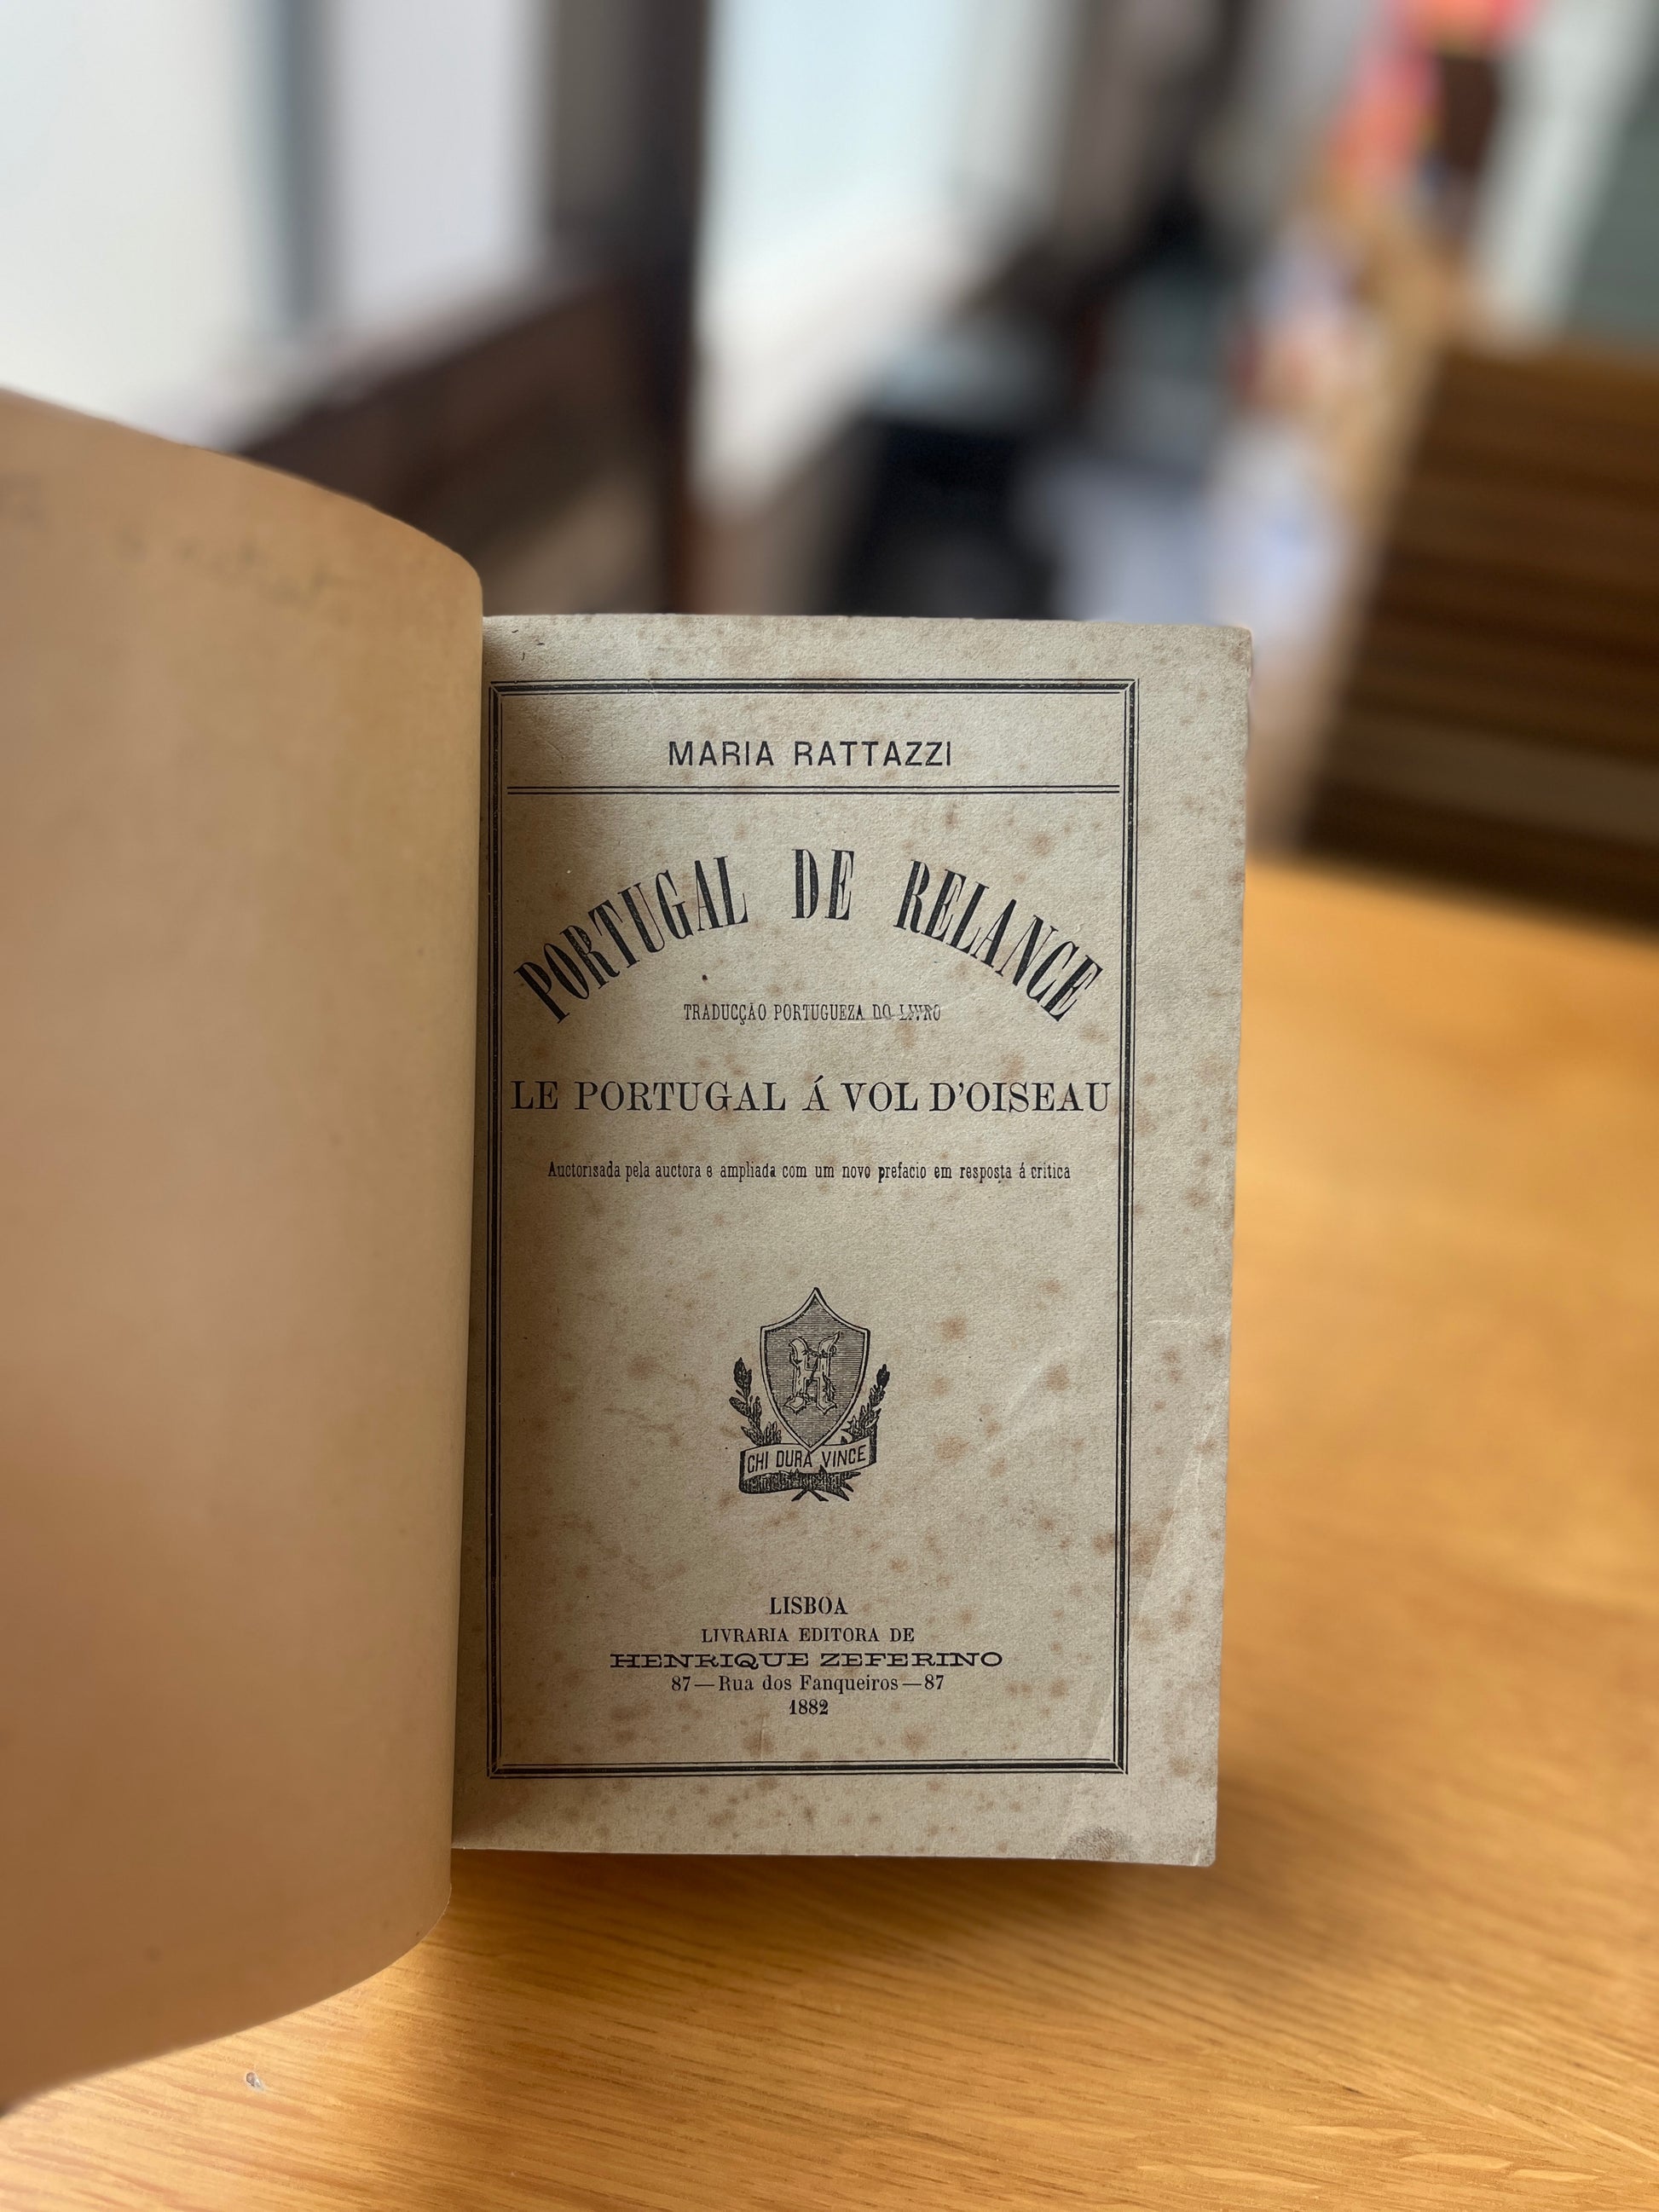 MARIA RATTAZZI
PORTUGAL DE RELANCE
TRADUCÇÃO PORTUGUEZA DO LIVRO
LE PORTUGAL Á VOL D'OISEAU
Auctorisada pela auctora e ampliada com um novo prefacio em resposta á critica
H
CHI DURA VINCE
LISBOA
LIVRARIA EDITORA DE
HENRIQUE ZEFERINO
87—Rua dos Fanqueiros—87
1882